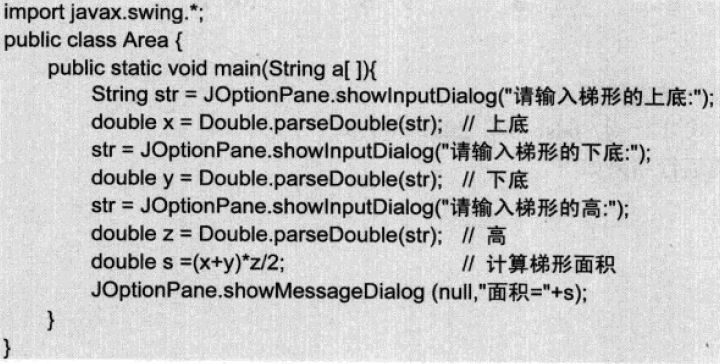 import javax.swing.*;
public class Area {
public static void main(String a[ ]){
String str = JOptionPane.showInputDialog("请输入梯形的上底:");
double x = Double.parseDouble(str); // 上底
str = JOptionPane.showInputDialog("请输入梯形的下底:");
double y = Double.parseDouble(str); // 下底
str = JOptionPane.showInputDialog("请输入梯形的高:");
double z = Double.parseDouble(str); // 高
double s =(x+y)*z/2; // 计算梯形面积
JOptionPane.showMessageDialog (null,"面积="+s);
}
}